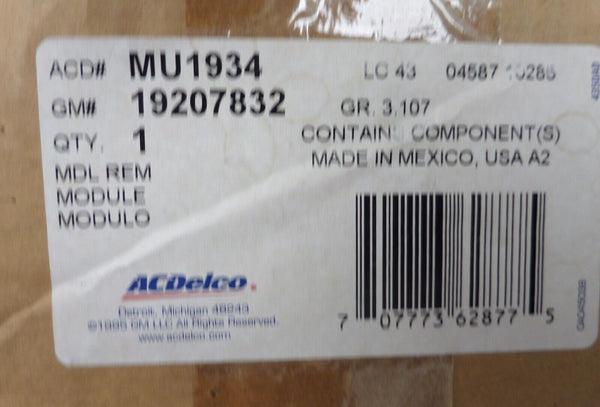 ACD# MU1934 LC 43 04587 10286
GM# 19207832 GR. 3.107
QTY. 1 CONTAINS COMPONENT(S)
MADE IN MEXICO, USA A2
MDL REM
MODULE
MODULO
ACDelco
Detroit, Michigan 48243
©1995 GM LLC All Rights Reserved.
www.acdelco.com
7 07773 62877 5